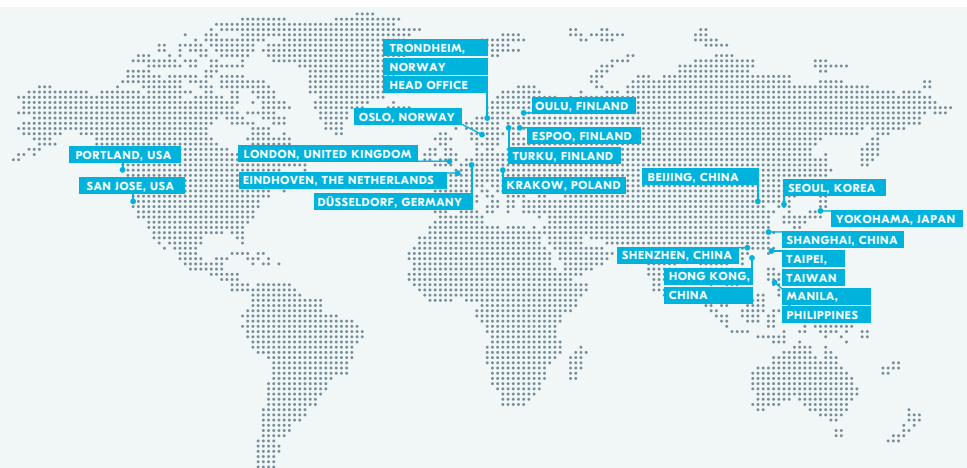 TRONDHEIM,
NORWAY
HEAD OFFICE
OULU, FINLAND
OSLO, NORWAY
ESPOO, FINLAND
PORTLAND, USA
LONDON, UNITED KINGDOM
TURKU, FINLAND
SAN JOSE, USA
EINDHOVEN, THE NETHERLANDS
KRAKOW, POLAND
BEIJING, CHINA
SEOUL, KOREA
DÜSSELDORF, GERMANY
YOKOHAMA, JAPAN
SHANGHAI, CHINA
SHENZHEN, CHINA
TAIPEI,
TAIWAN
HONG KONG,
CHINA
MANILA,
PHILIPPINES